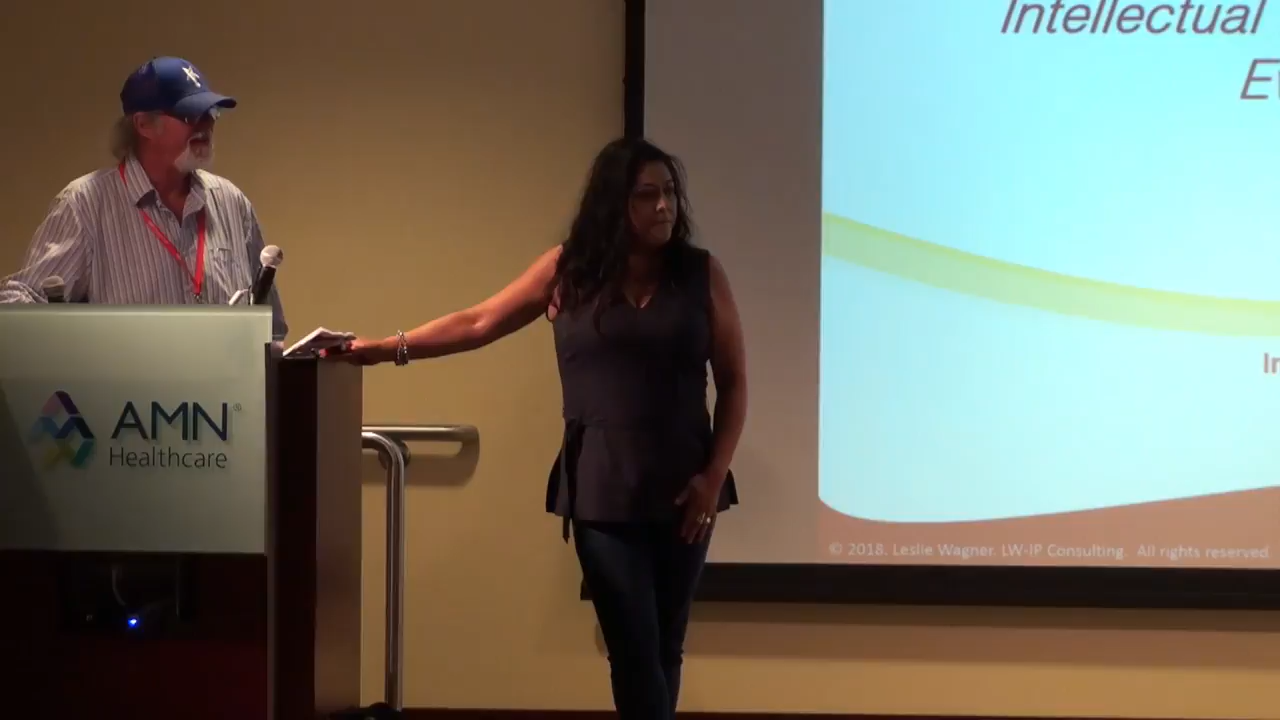 Intellectual
© 2018. Leslie Wagner. LW-IP Consulting. All rights reserved.
AMN®
Healthcare